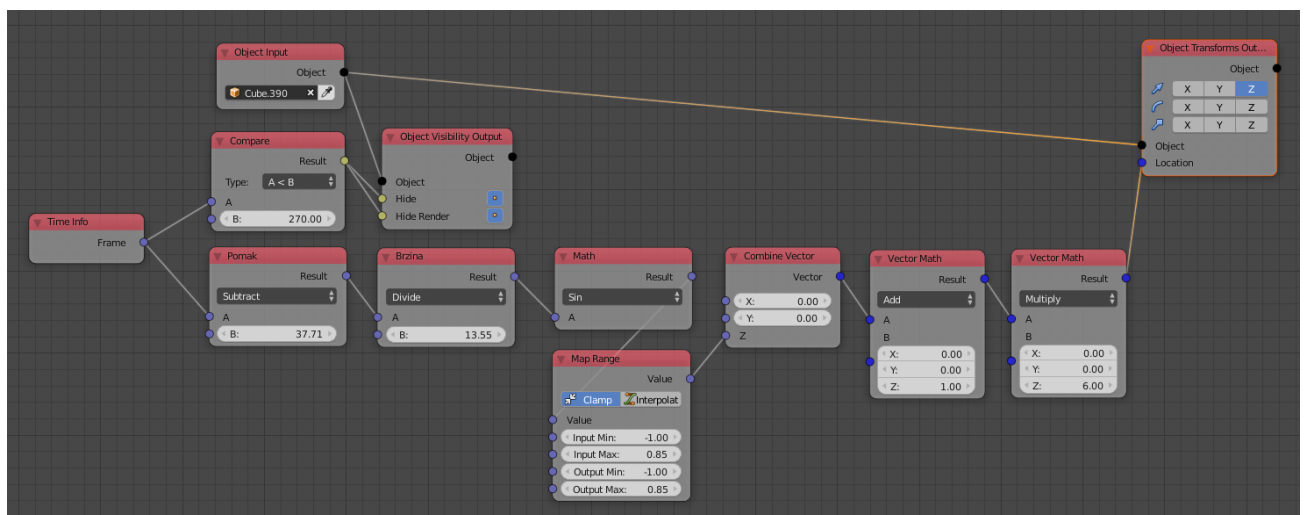 Object Input
Object
Cube.390
Compare
Result
Type: A < B
A
B: 270.00
Object Visibility Output
Object
Object
Hide
Hide Render
Time Info
Frame
Pomak
Result
Subtract
A
B: 37.71
Brzina
Result
Divide
A
B: 13.55
Math
Result
Sin
A
Map Range
Value
Clamp Interpolat
Value
Input Min: -1.00
Input Max: 0.85
Output Min: -1.00
Output Max: 0.85
Combine Vector
Vector
X: 0.00
Y: 0.00
Z
Vector Math
Result
Add
A
B
X: 0.00
Y: 0.00
Z: 1.00
Vector Math
Result
Multiply
A
B
X: 0.00
Y: 0.00
Z: 6.00
Object Transforms Out...
Object
X Y Z
X Y Z
X Y Z
Object
Location